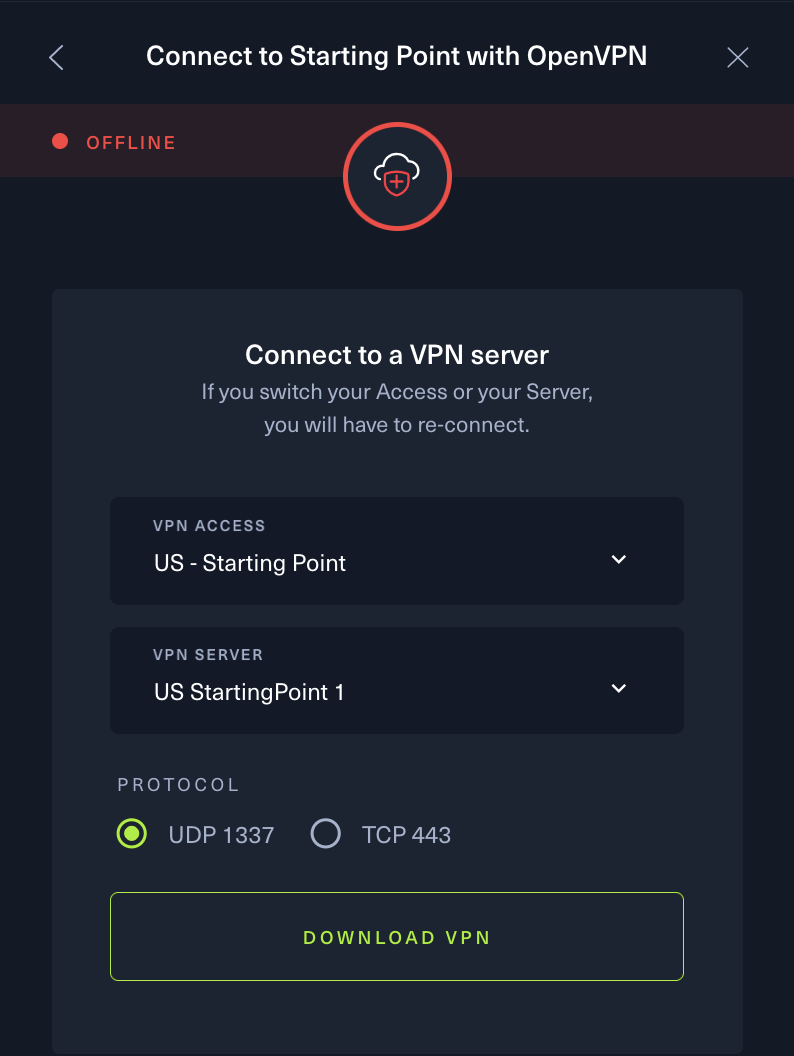 Connect to Starting Point with OpenVPN
OFFLINE
Connect to a VPN server
If you switch your Access or your Server,
you will have to re-connect.
VPN ACCESS
US - Starting Point
VPN SERVER
US StartingPoint 1
PROTOCOL
UDP 1337 TCP 443
DOWNLOAD VPN